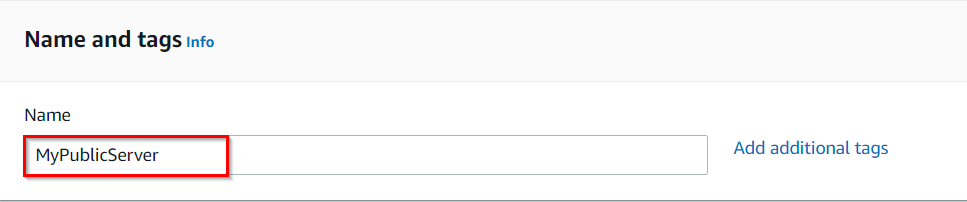 Name and tags Info
Name
MyPublicServer
Add additional tags